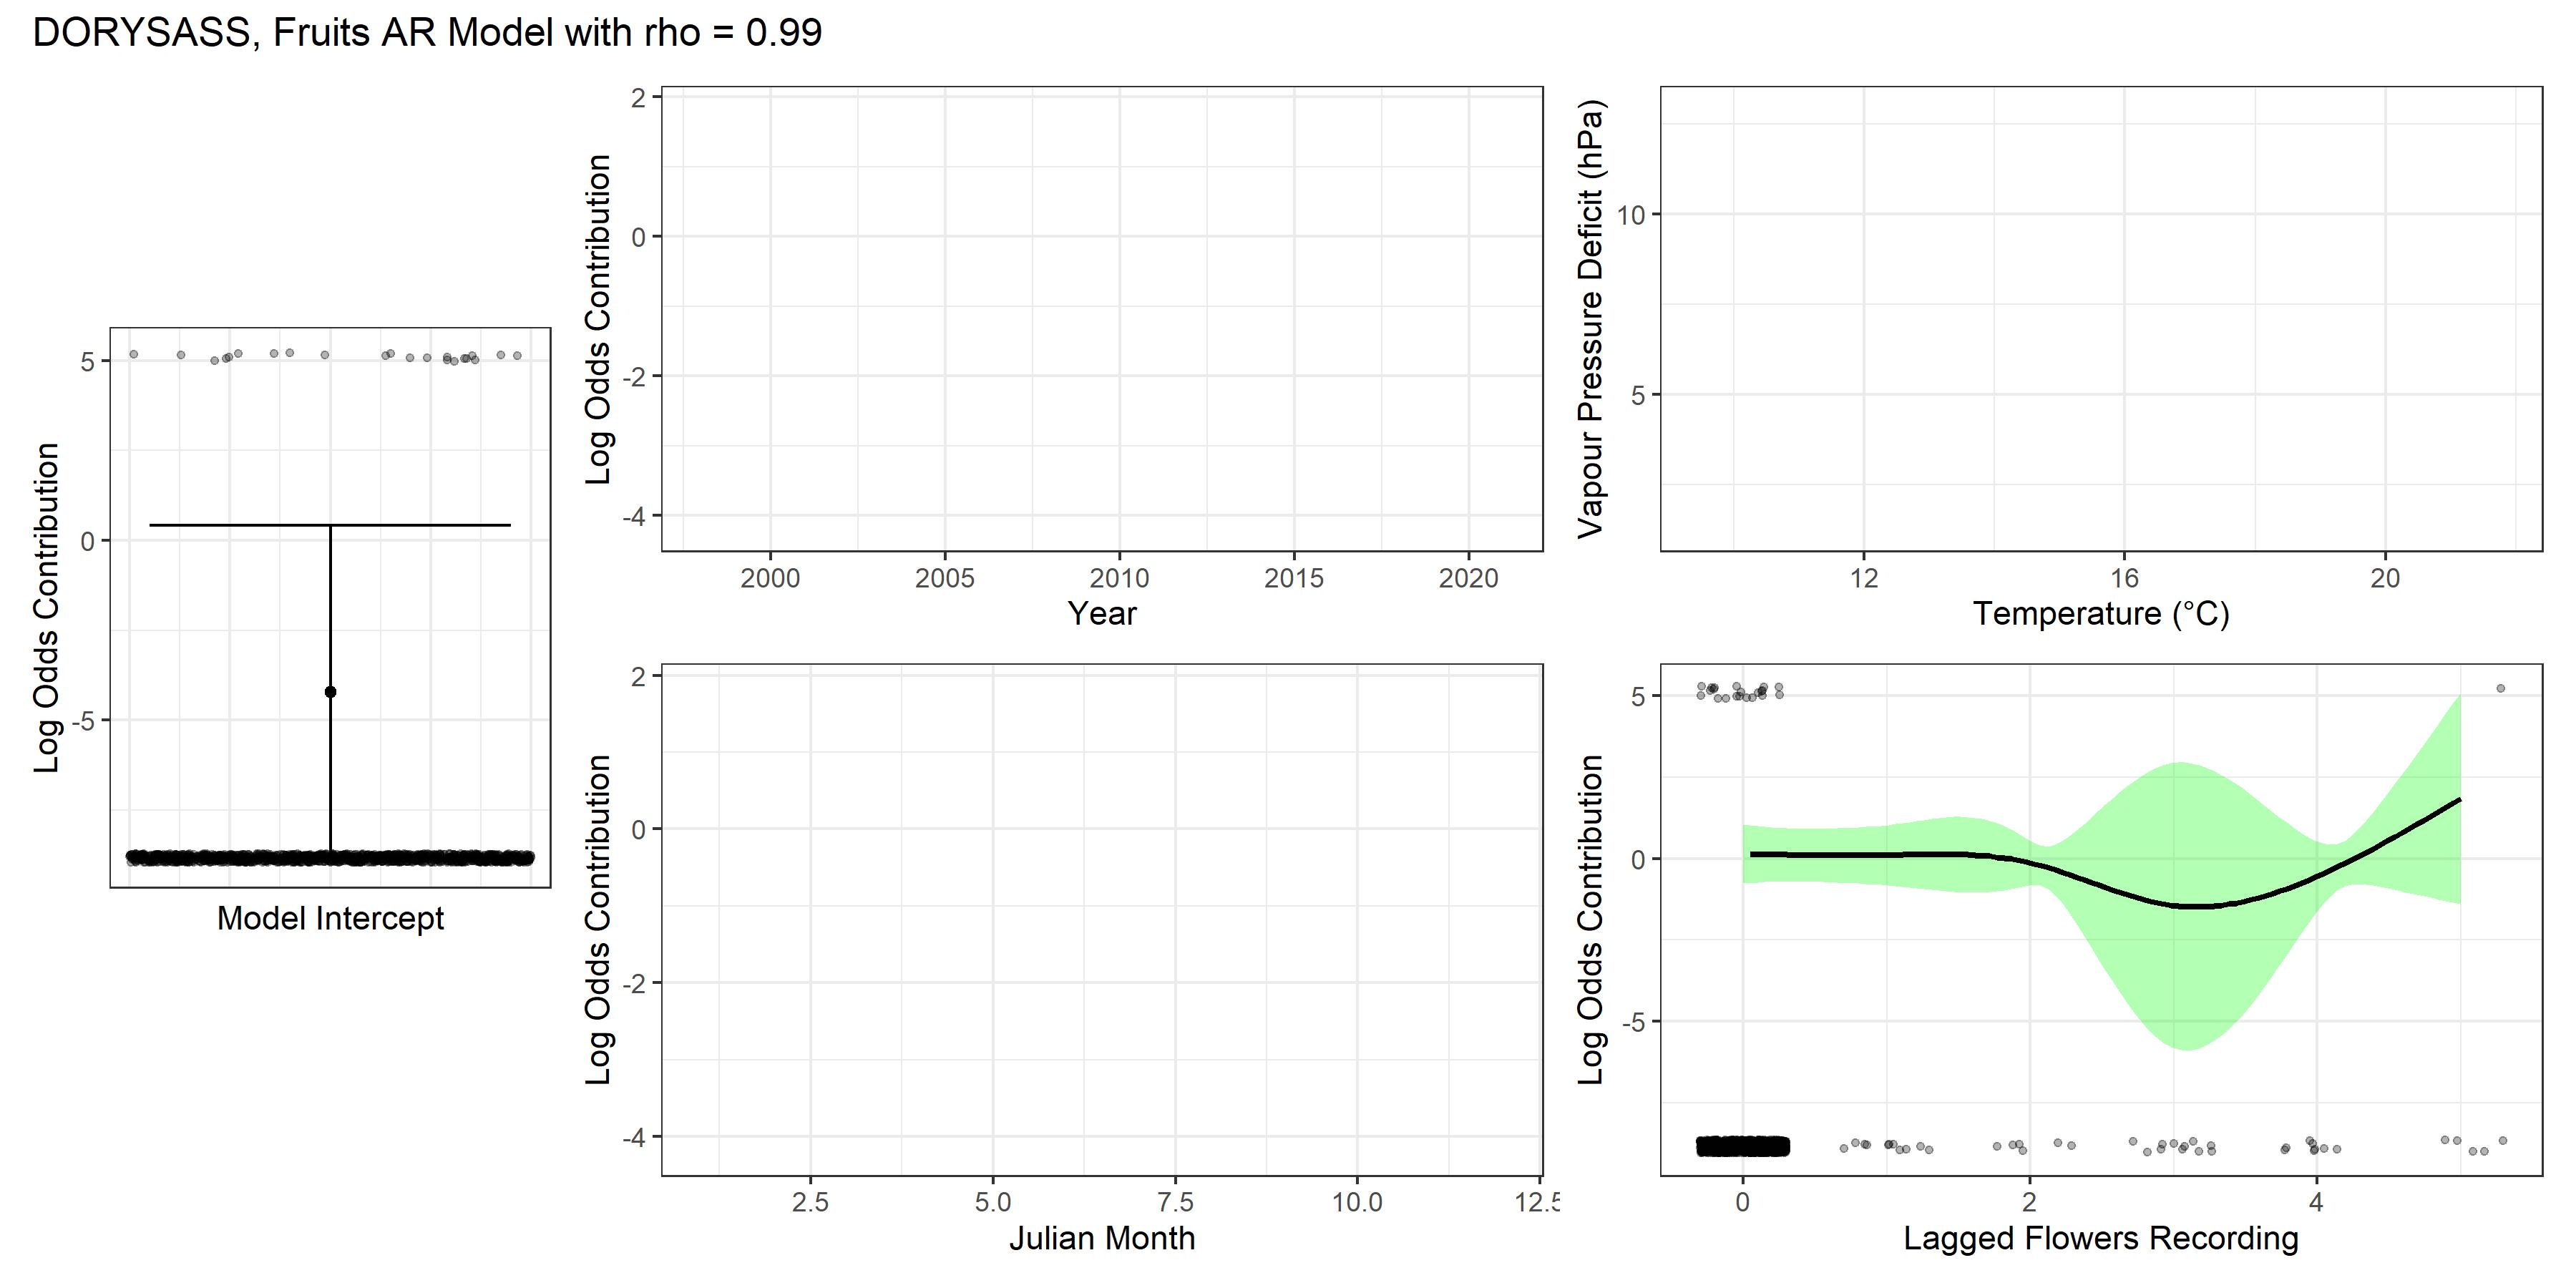 DORYSASS, Fruits AR Model with rho = 0.99
Log Odds Contribution
5
0
-5
Model Intercept
Log Odds Contribution
2
0
-2
-4
2000 2005 2010 2015 2020
Year
Vapour Pressure Deficit (hPa)
10
5
12 16 20
Temperature (°C)
Log Odds Contribution
2
0
-2
-4
2.5 5.0 7.5 10.0 12.5
Julian Month
Log Odds Contribution
5
0
-5
0 2 4
Lagged Flowers Recording